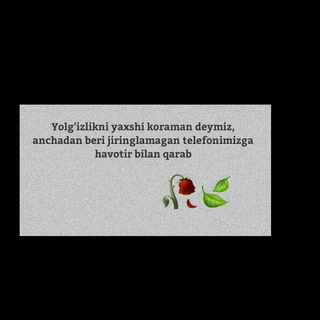 Yolg'izlikni yaxshi koraman deymiz,
anchadan beri jiringlamagan telefonimizga
havotir bilan qarab